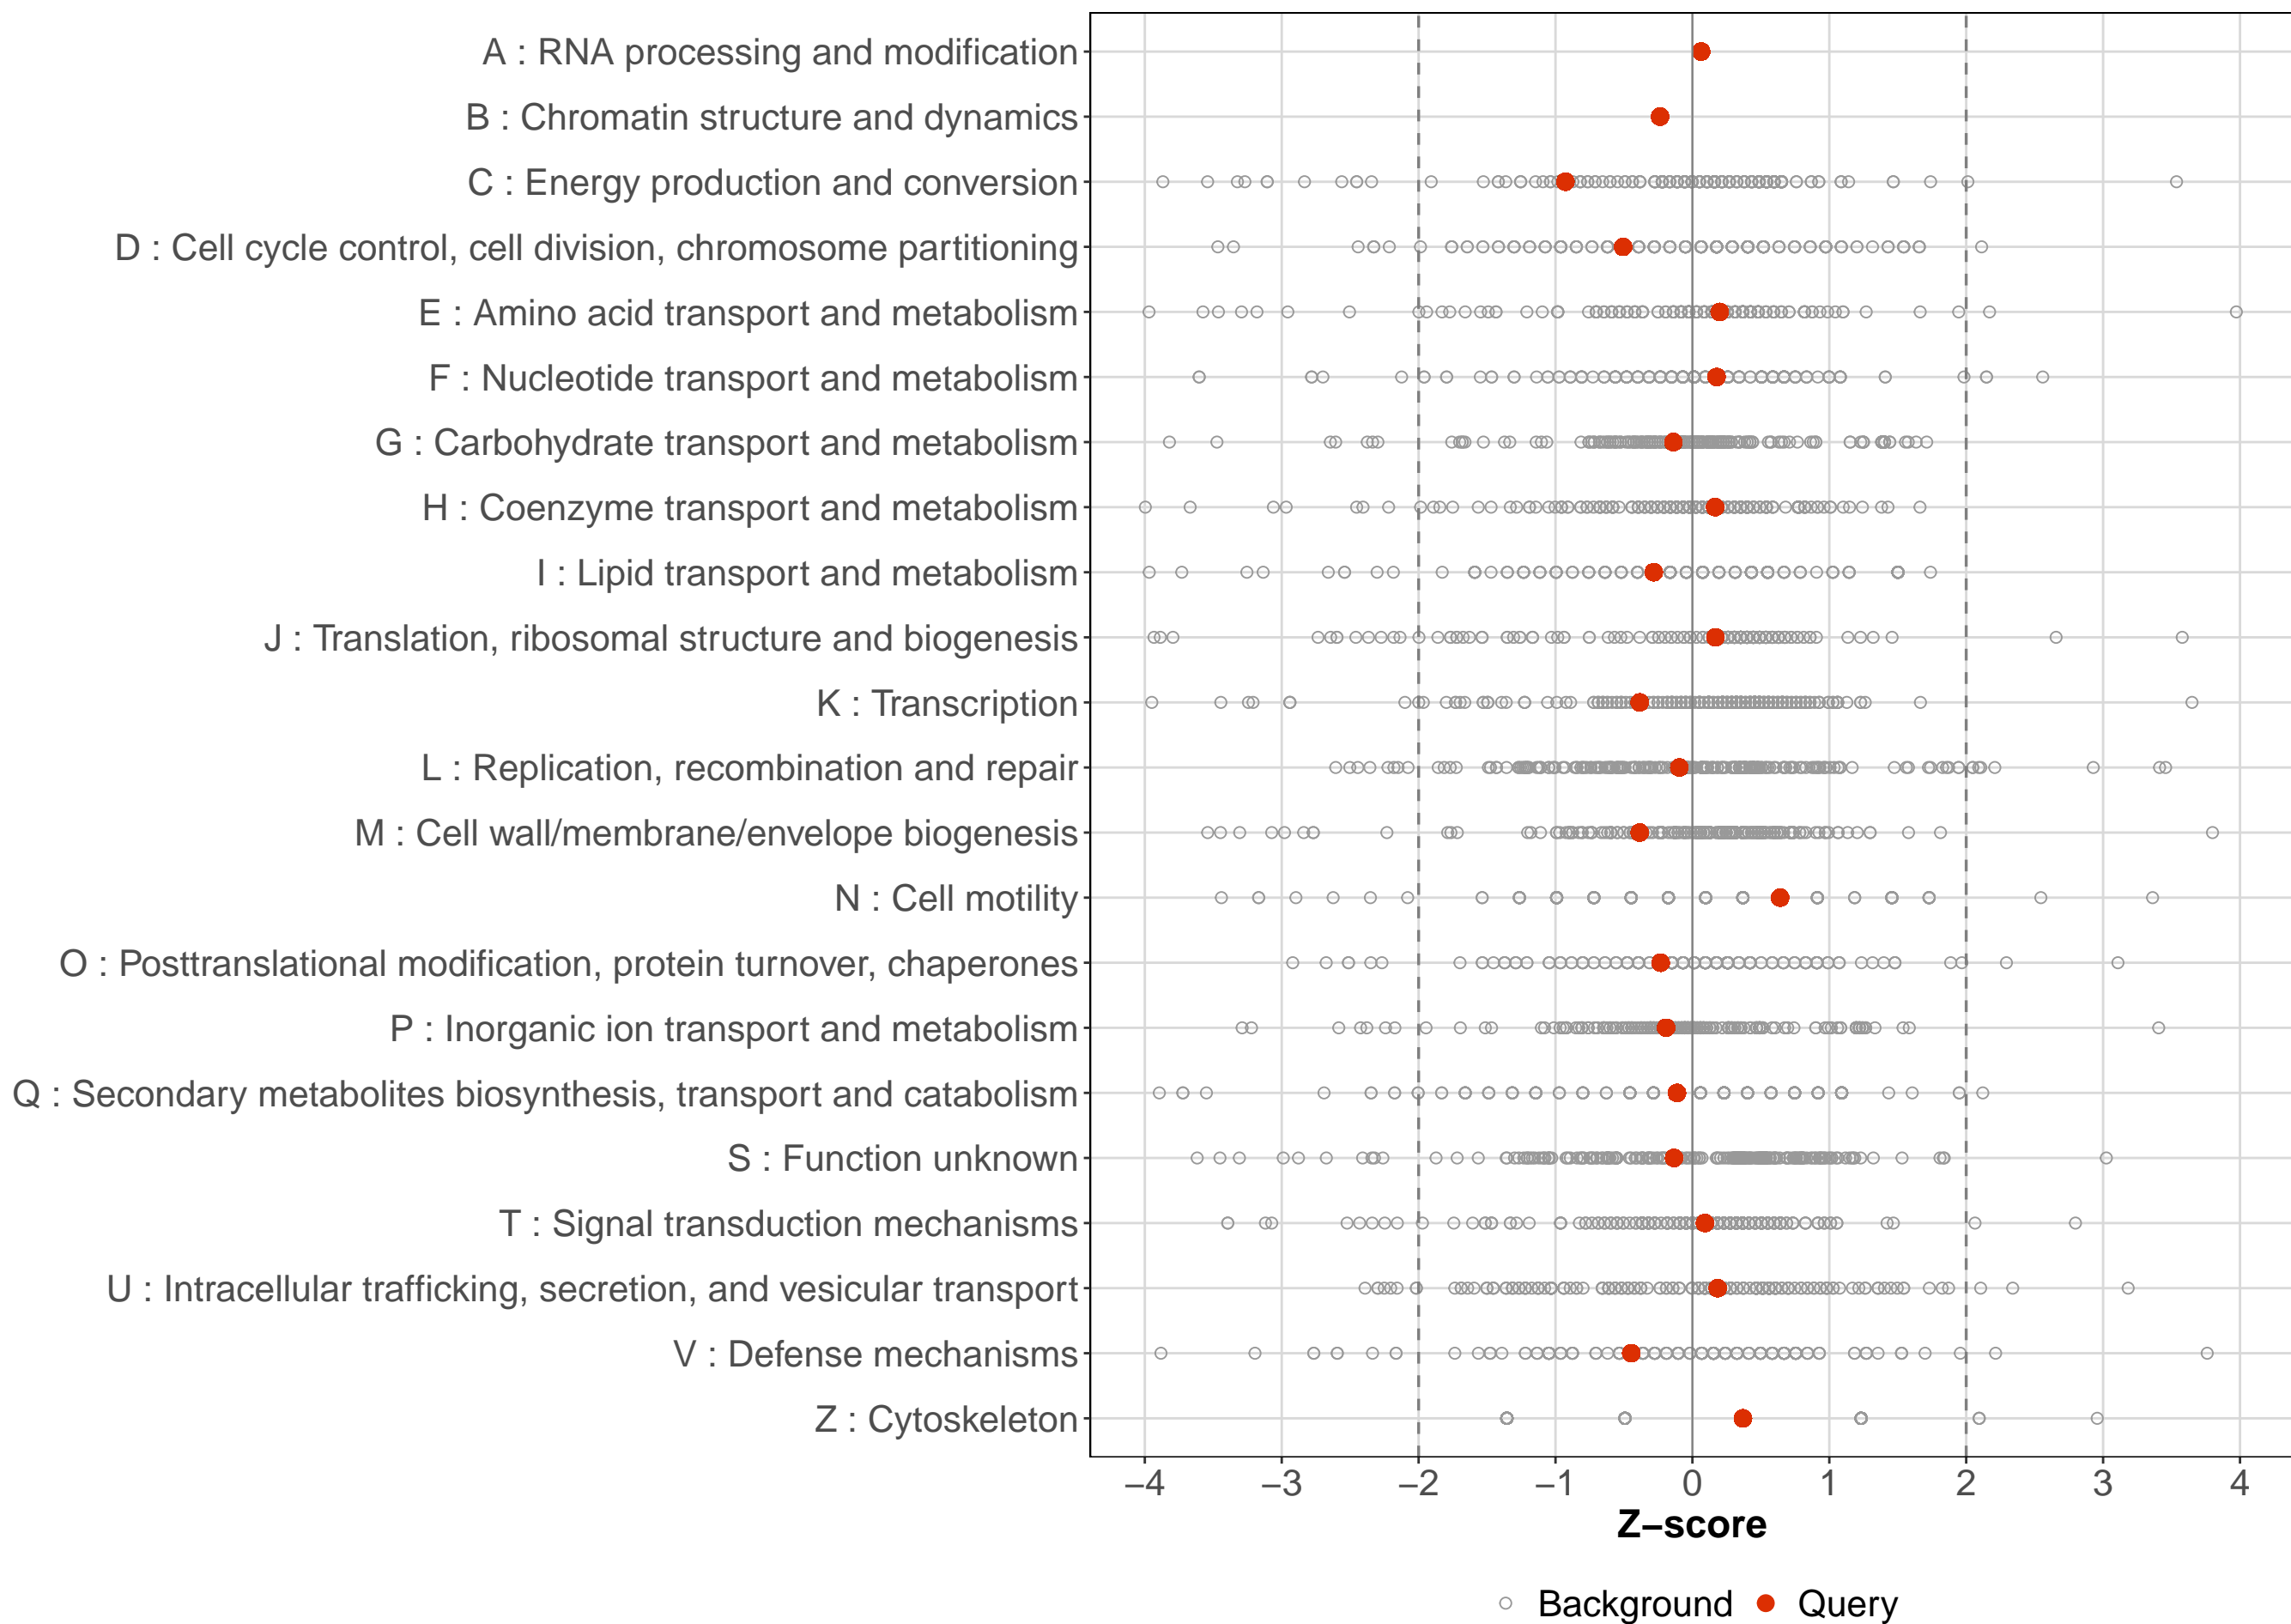 A : RNA processing and modification
B : Chromatin structure and dynamics
C : Energy production and conversion
D : Cell cycle control, cell division, chromosome partitioning
E : Amino acid transport and metabolism
F : Nucleotide transport and metabolism
G : Carbohydrate transport and metabolism
H : Coenzyme transport and metabolism
I : Lipid transport and metabolism
J : Translation, ribosomal structure and biogenesis
K : Transcription
L : Replication, recombination and repair
M : Cell wall/membrane/envelope biogenesis
N : Cell motility
O : Posttranslational modification, protein turnover, chaperones
P : Inorganic ion transport and metabolism
Q : Secondary metabolites biosynthesis, transport and catabolism
S : Function unknown
T : Signal transduction mechanisms
U : Intracellular trafficking, secretion, and vesicular transport
V : Defense mechanisms
Z : Cytoskeleton
−4 −3 −2 −1 0 1 2 3 4
Z−score
Background Query